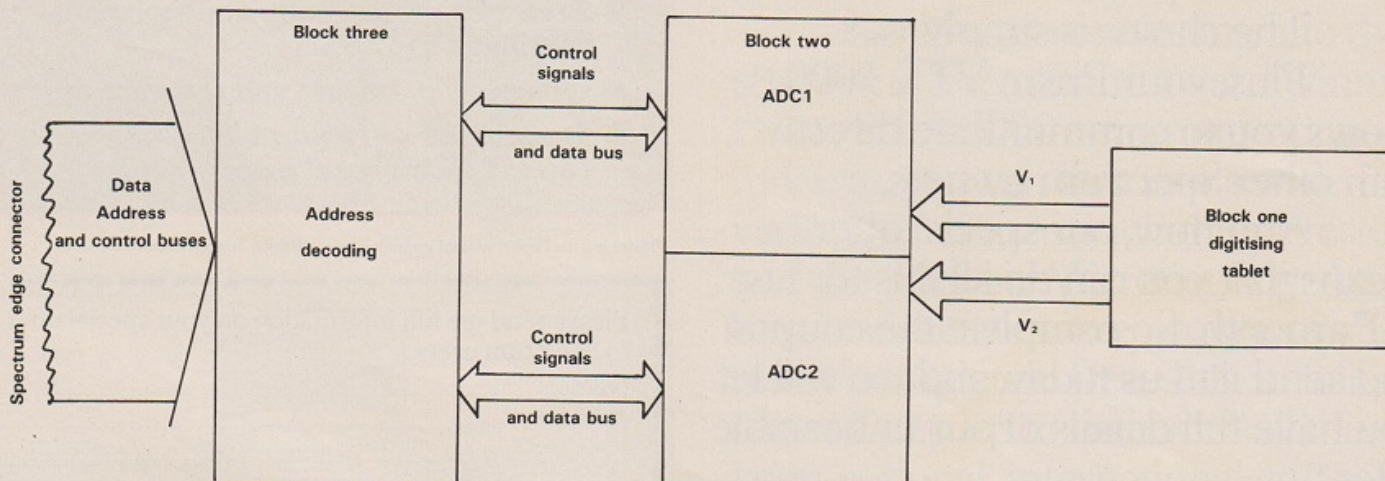 Spectrum edge connector
Data
Address
and control buses
Block three
Address
decoding
Control
signals
and data bus
Control
signals
and data bus
Block two
ADC1
ADC2
V₁
V₂
Block one
digitising
tablet